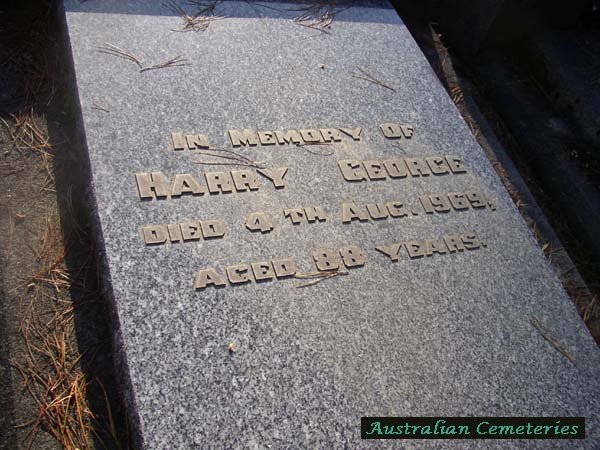 In Memory Of
Harry George
Died 4th Aug. 1969,
Aged 88 Years.
Australian Cemeteries